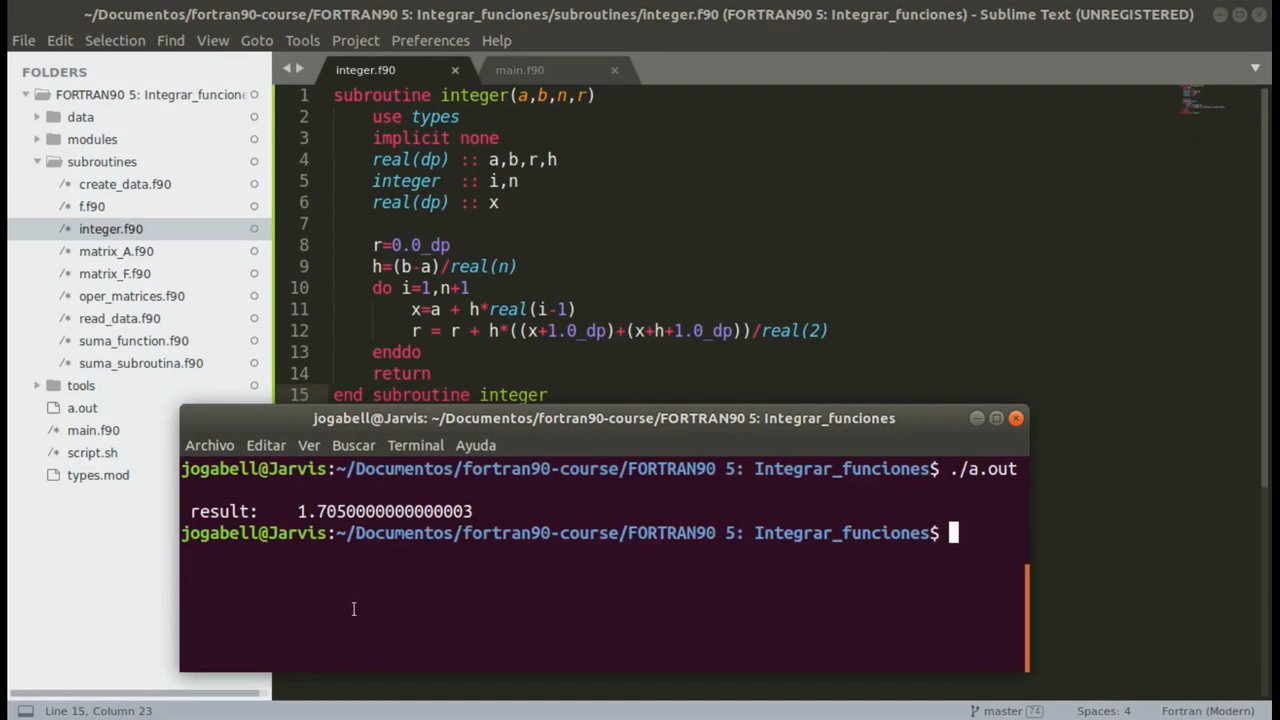 ~/Documentos/fortran90-course/FORTRAN90 5: Integrar_funciones/subroutines/integer.f90 (FORTRAN90 5: Integrar_funciones) - Sublime Text (UNREGISTERED)
File Edit Selection Find View Goto Tools Project Preferences Help
FOLDERS
FORTRAN90 5: Integrar_funcione
data
modules
subroutines
/* create_data.f90
/* f.f90
/* integer.f90
/* matrix_A.f90
/* matrix_F.f90
/* oper_matrices.f90
/* read_data.f90
/* suma_function.f90
/* suma_subroutina.f90
tools
a.out
/* main.f90
/* script.sh
/* types.mod
integer.f90 × main.f90 ×
1 subroutine integer(a,b,n,r)
2     use types
3     implicit none
4     real(dp) :: a,b,r,h
5     integer  :: i,n
6     real(dp) :: x
7
8     r=0.0_dp
9     h=(b-a)/real(n)
10     do i=1,n+1
11         x=a + h*real(i-1)
12         r = r + h*((x+1.0_dp)+(x+h+1.0_dp))/real(2)
13     enddo
14     return
15 end subroutine integer
jogabell@Jarvis: ~/Documentos/fortran90-course/FORTRAN90 5: Integrar_funciones
Archivo Editar Ver Buscar Terminal Ayuda
jogabell@Jarvis:~/Documentos/fortran90-course/FORTRAN90 5: Integrar_funciones$ ./a.out
result:    1.7050000000000003
jogabell@Jarvis:~/Documentos/fortran90-course/FORTRAN90 5: Integrar_funciones$
Line 15, Column 23 master 74 Spaces: 4 Fortran (Modern)